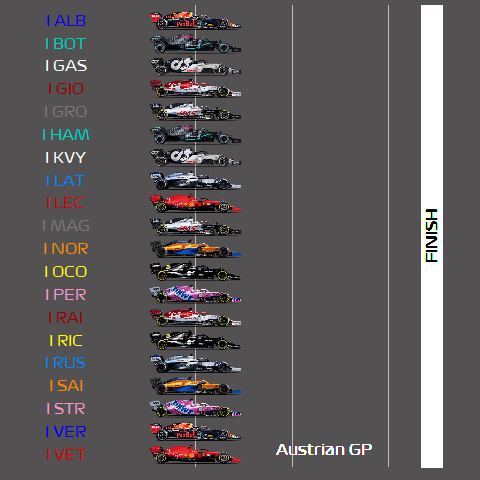 I ALB
I BOT
I GAS
I GIO
I GRO
I HAM
I KVY
I LAT
I LEC
I MAG
I NOR
I OCO
I PER
I RAI
I RIC
I RUS
I SAI
I STR
I VER
I VET
Austrian GP
FINISH